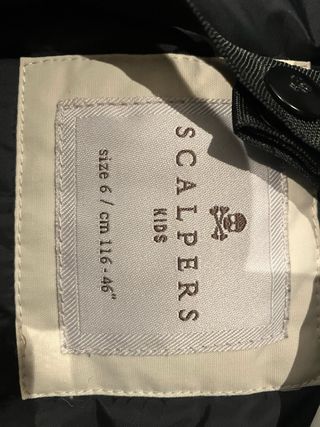 SCALPERS
KIDS
size 6 / cm 116 - 46"